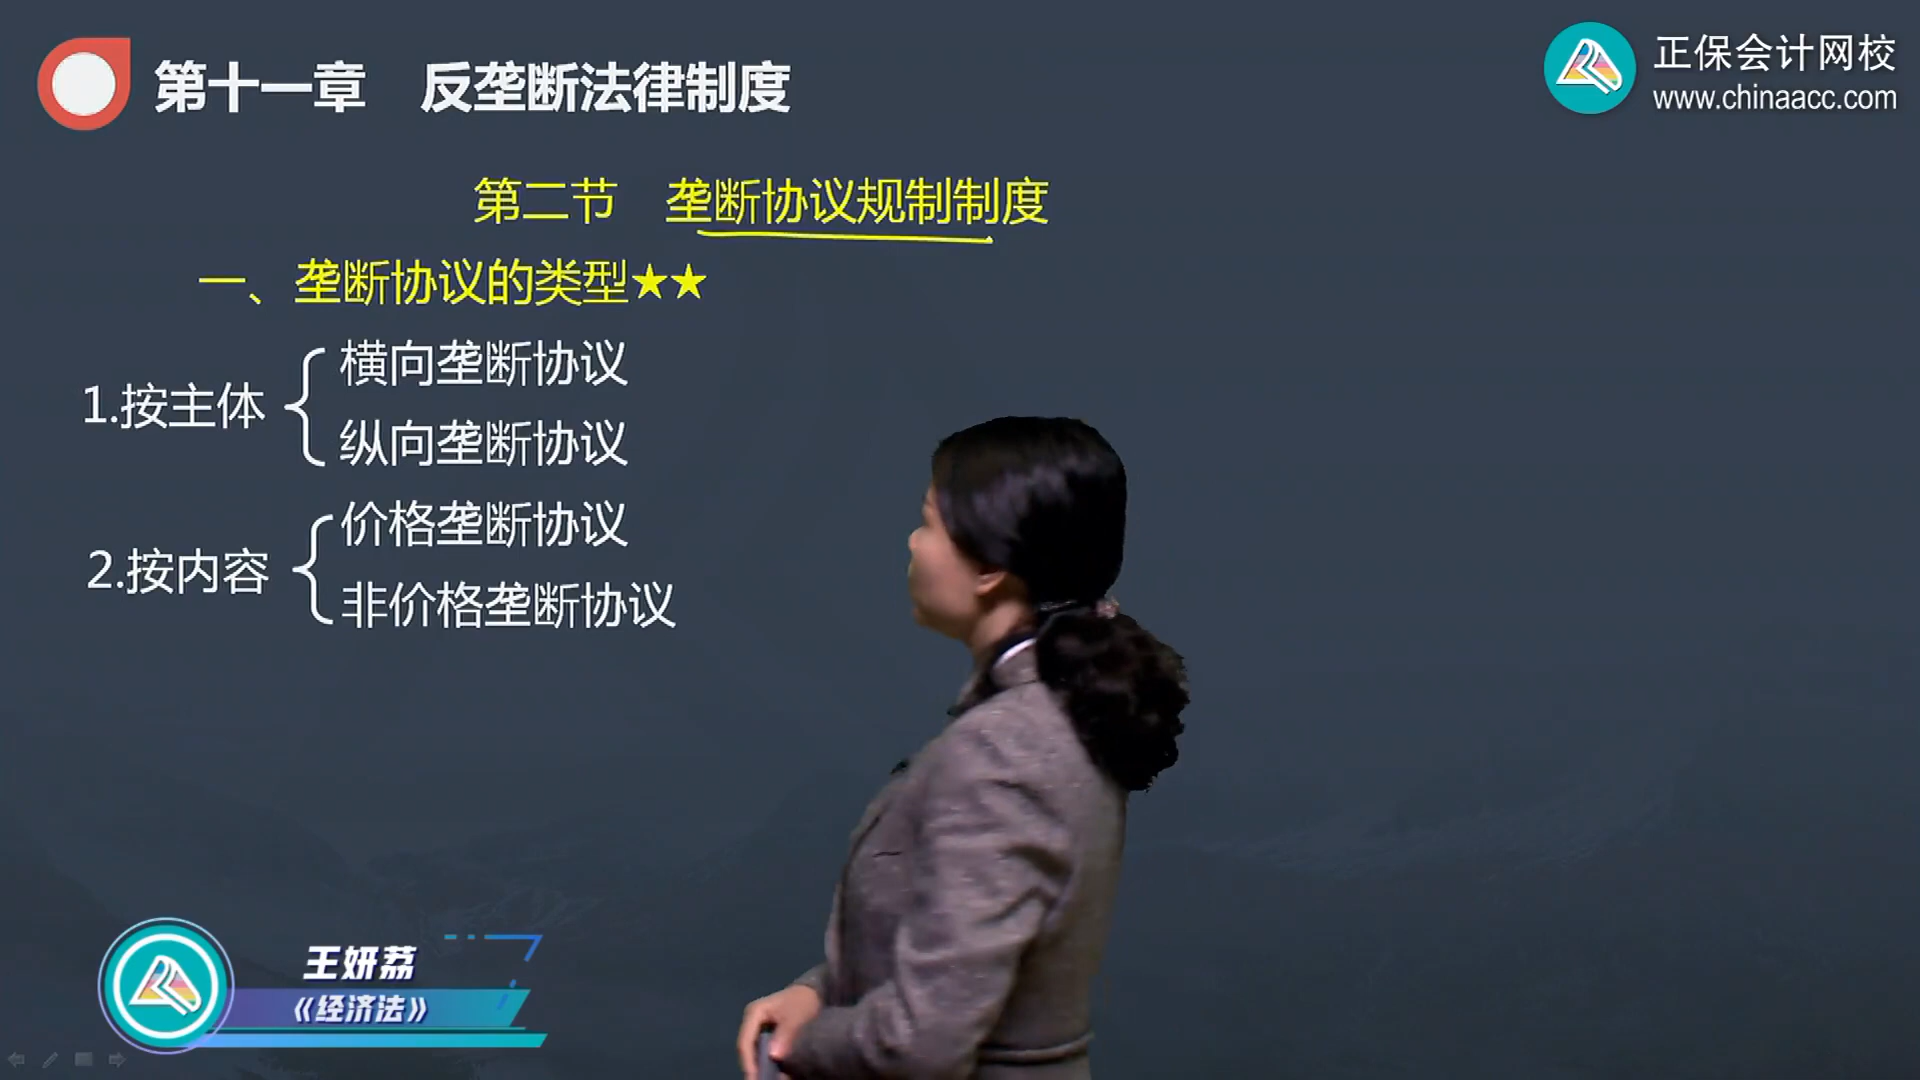 第十一章 反垄断法律制度
正保会计网校
www.chinaacc.com
第二节 垄断协议规制制度
一、垄断协议的类型★★
1.按主体
横向垄断协议
纵向垄断协议
2.按内容
价格垄断协议
非价格垄断协议
王妍荔
《经济法》